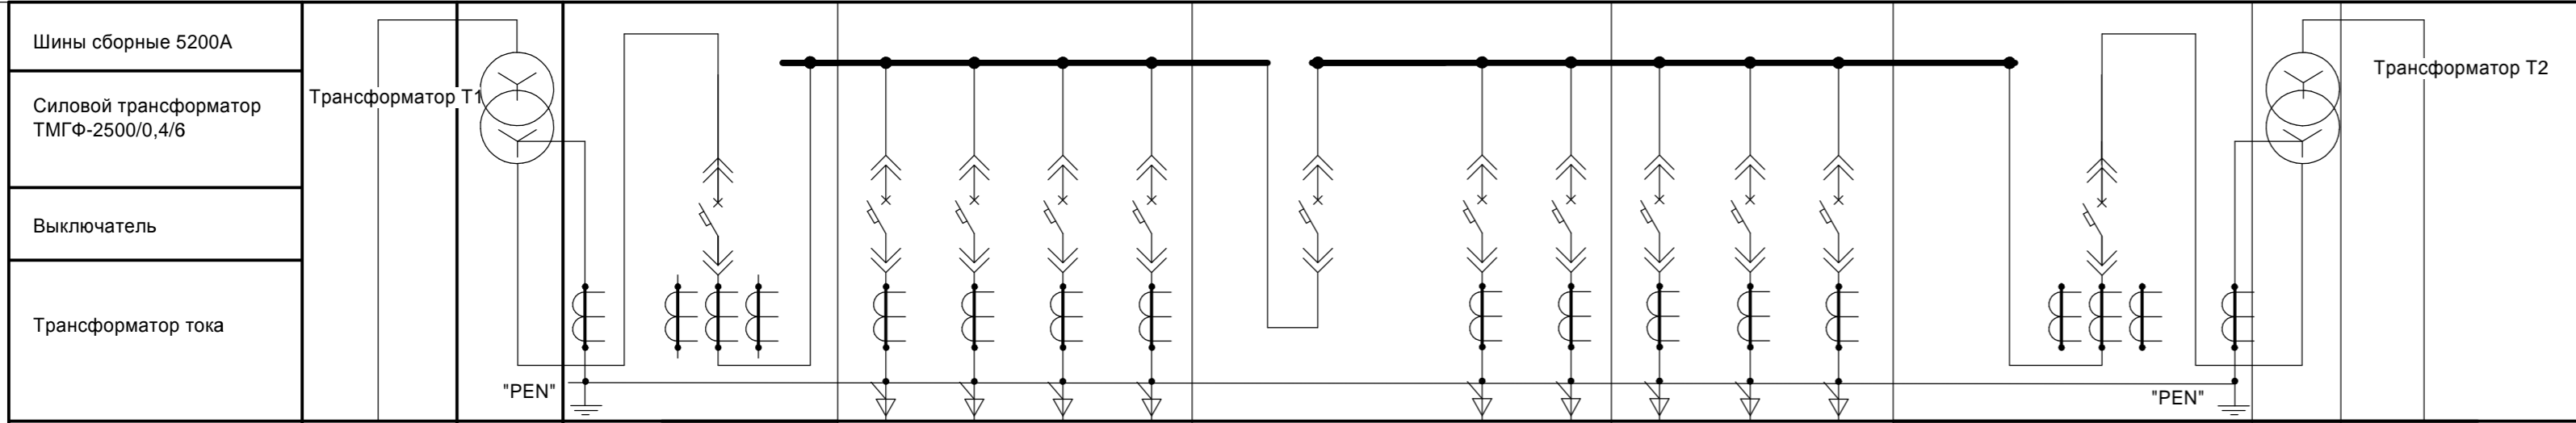 Шины сборные 5200А
Силовой трансформатор
ТМГФ-2500/0,4/6
Выключатель
Трансформатор тока
Трансформатор Т1
"PEN"
"PEN"
Трансформатор Т2